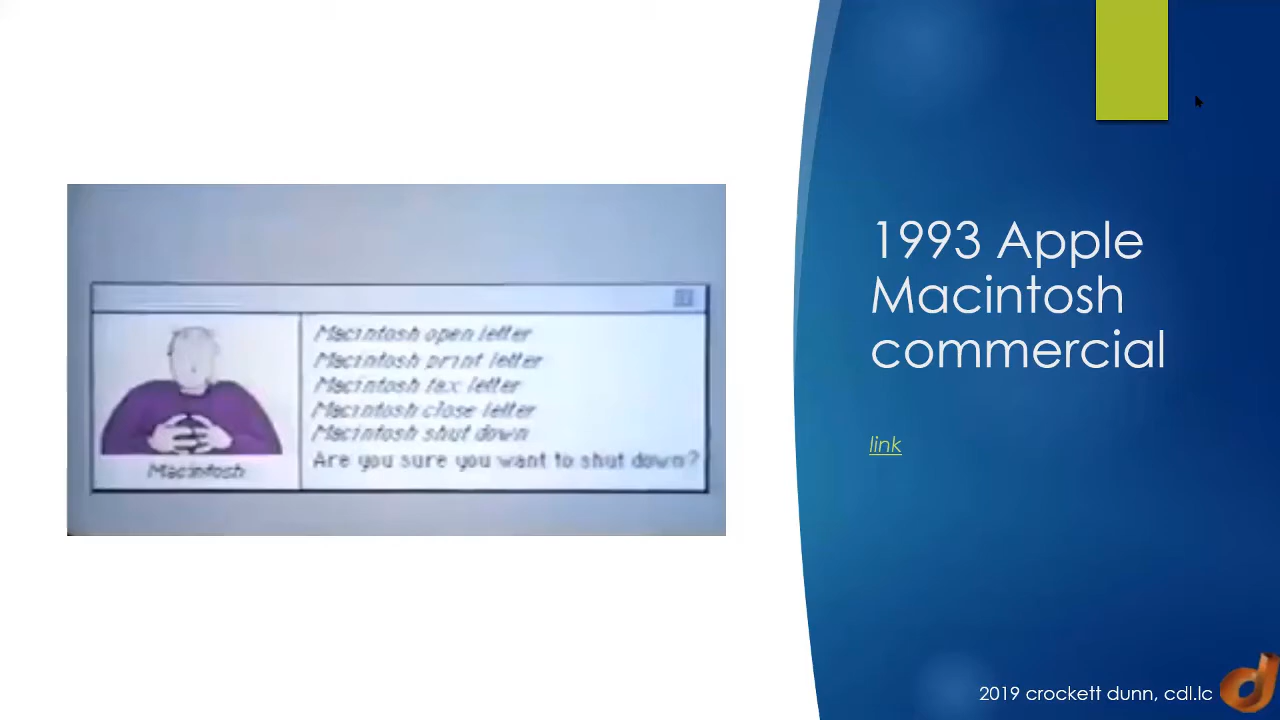 Macintosh open letter
Macintosh print letter
Macintosh fax letter
Macintosh close letter
Macintosh shut down
Are you sure you want to shut down?
Macintosh
1993 Apple
Macintosh
commercial
link
2019 crockett dunn, cdl.lc